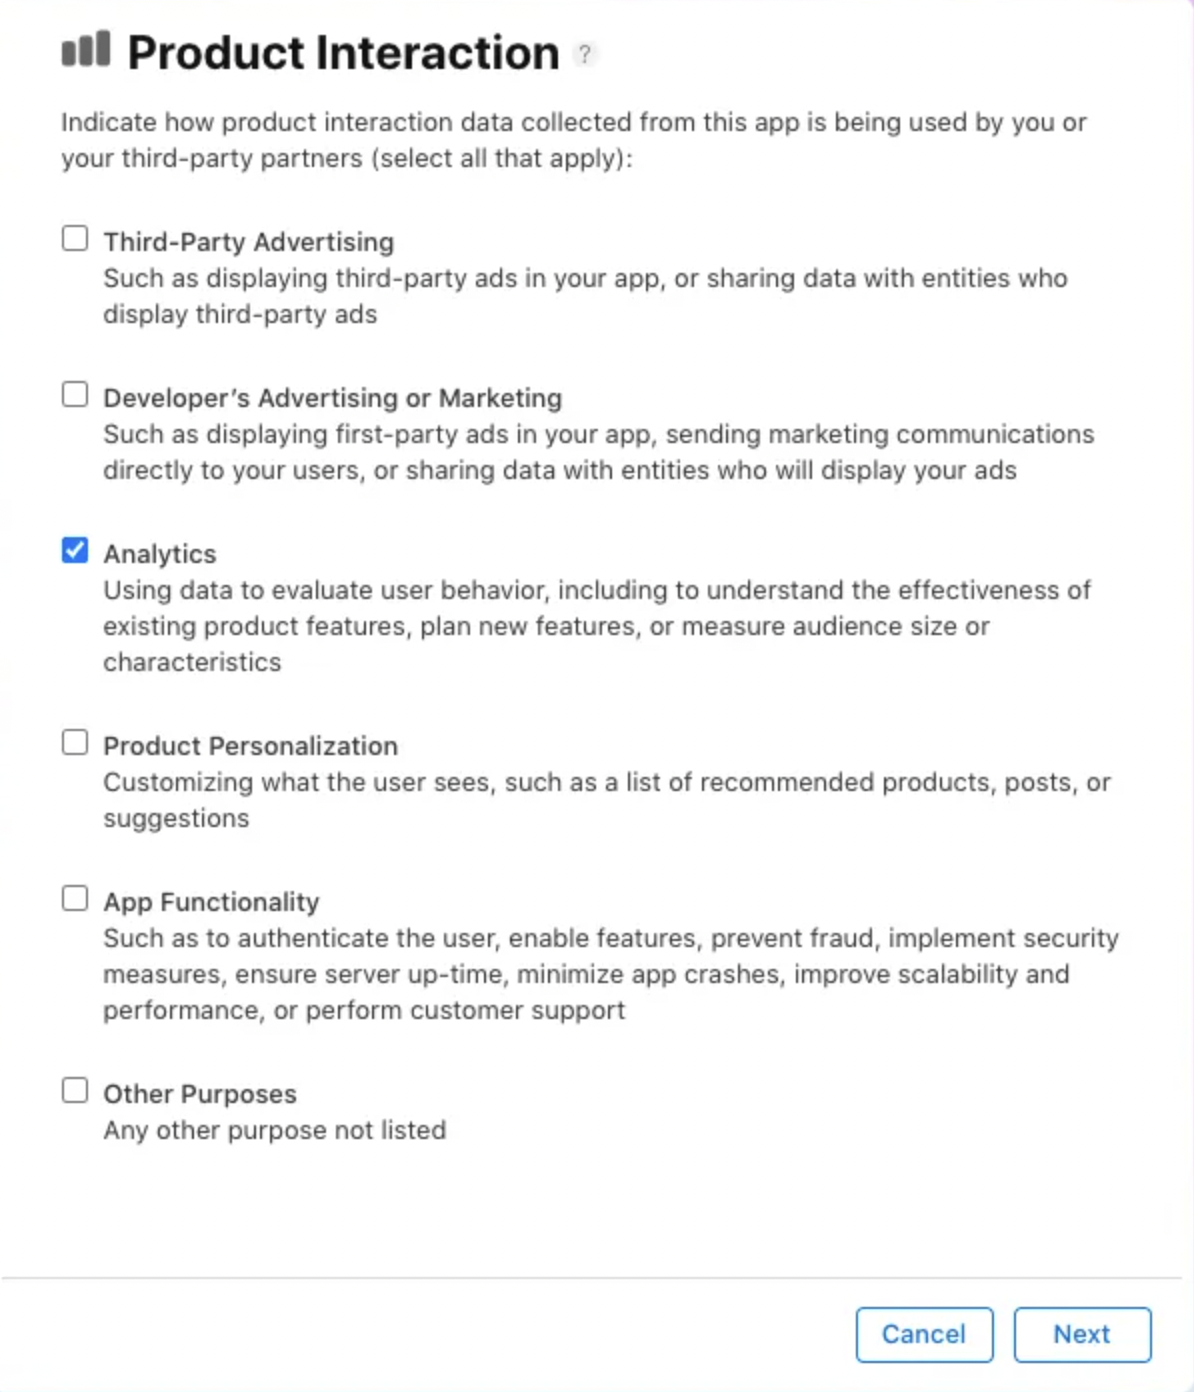 Product Interaction ?
Indicate how product interaction data collected from this app is being used by you or
your third-party partners (select all that apply):
Third-Party Advertising
Such as displaying third-party ads in your app, or sharing data with entities who
display third-party ads
Developer’s Advertising or Marketing
Such as displaying first-party ads in your app, sending marketing communications
directly to your users, or sharing data with entities who will display your ads
Analytics
Using data to evaluate user behavior, including to understand the effectiveness of
existing product features, plan new features, or measure audience size or
characteristics
Product Personalization
Customizing what the user sees, such as a list of recommended products, posts, or
suggestions
App Functionality
Such as to authenticate the user, enable features, prevent fraud, implement security
measures, ensure server up-time, minimize app crashes, improve scalability and
performance, or perform customer support
Other Purposes
Any other purpose not listed
Cancel Next